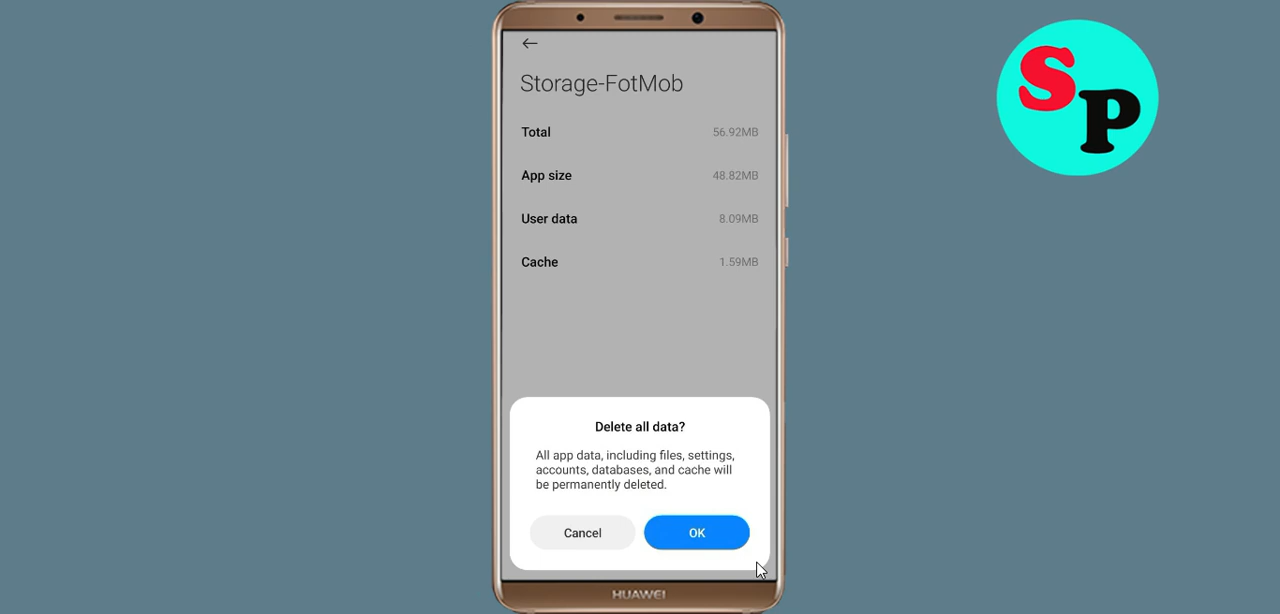 Storage-FotMob
Total 56.92MB
App size 48.82MB
User data 8.09MB
Cache 1.59MB
Delete all data?
All app data, including files, settings,
accounts, databases, and cache will
be permanently deleted.
Cancel OK
HUAWEI
SP